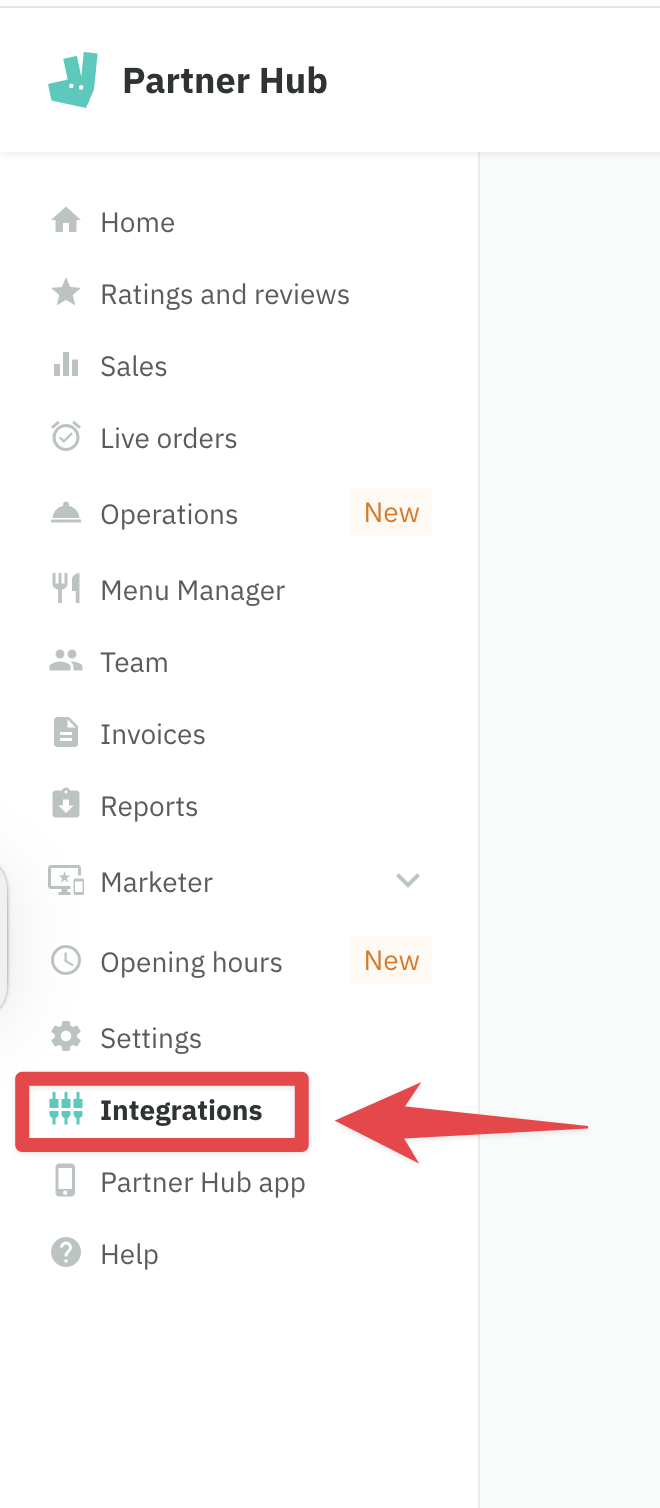 Partner Hub
Home
Ratings and reviews
Sales
Live orders
Operations New
Menu Manager
Team
Invoices
Reports
Marketer
Opening hours New
Settings
Integrations
Partner Hub app
Help